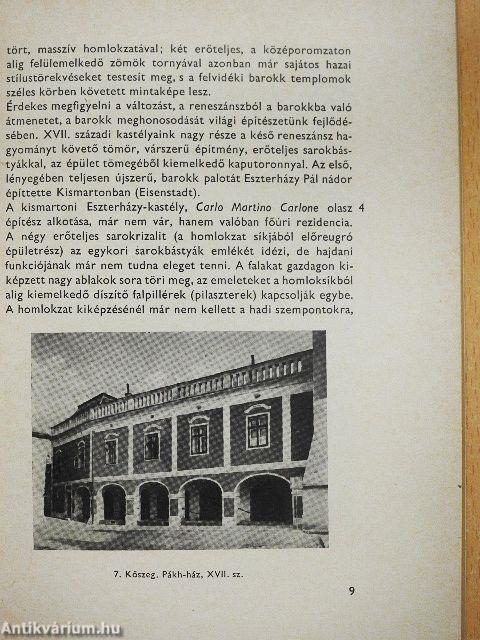 tört, masszív homlokzatával; két erőteljes, a középoromzaton
alig felülemelkedő zömök tornyával azonban már sajátos hazai
stílustörekvéseket testesít meg, s a felvidéki barokk templomok
széles körben követett mintaképe lesz.
Érdekes megfigyelni a változást, a reneszánszból a barokkba való
átmenetet, a barokk meghonosodását világi építészetünk fejlődé-
sében. XVII. századi kastélyaink nagy része a késő reneszánsz ha-
gyományt követő tömör, várszerű építmény, erőteljes sarokbás-
tyákkal, az épület tömegéből kiemelkedő kaputoronnyal. Az első,
lényegében teljesen újszerű, barokk palotát Eszterházy Pál nádor
építtette Kismartonban (Eisenstadt).
A kismartoni Eszterházy-kastély, Carlo Martino Carlone olasz 4
építész alkotása, már nem vár, hanem valóban főúri rezidencia.
A négy erőteljes sarokrizalit (a homlokzat síkjából előreugró
épületrész) az egykori sarokbástyák emlékét idézi, de hajdani
funkciójának már nem tudna eleget tenni. A falakat gazdagon ki-
képzett nagy ablakok sora töri meg, az emeleteket a homloksíkból
alig kiemelkedő díszítő falpillérek (pilaszterek) kapcsolják egybe.
A homlokzat kiképzésénél már nem kellett a hadi szempontokra,
7. Kőszeg. Pákh-ház, XVII. sz.
9
Antikvárium.hu